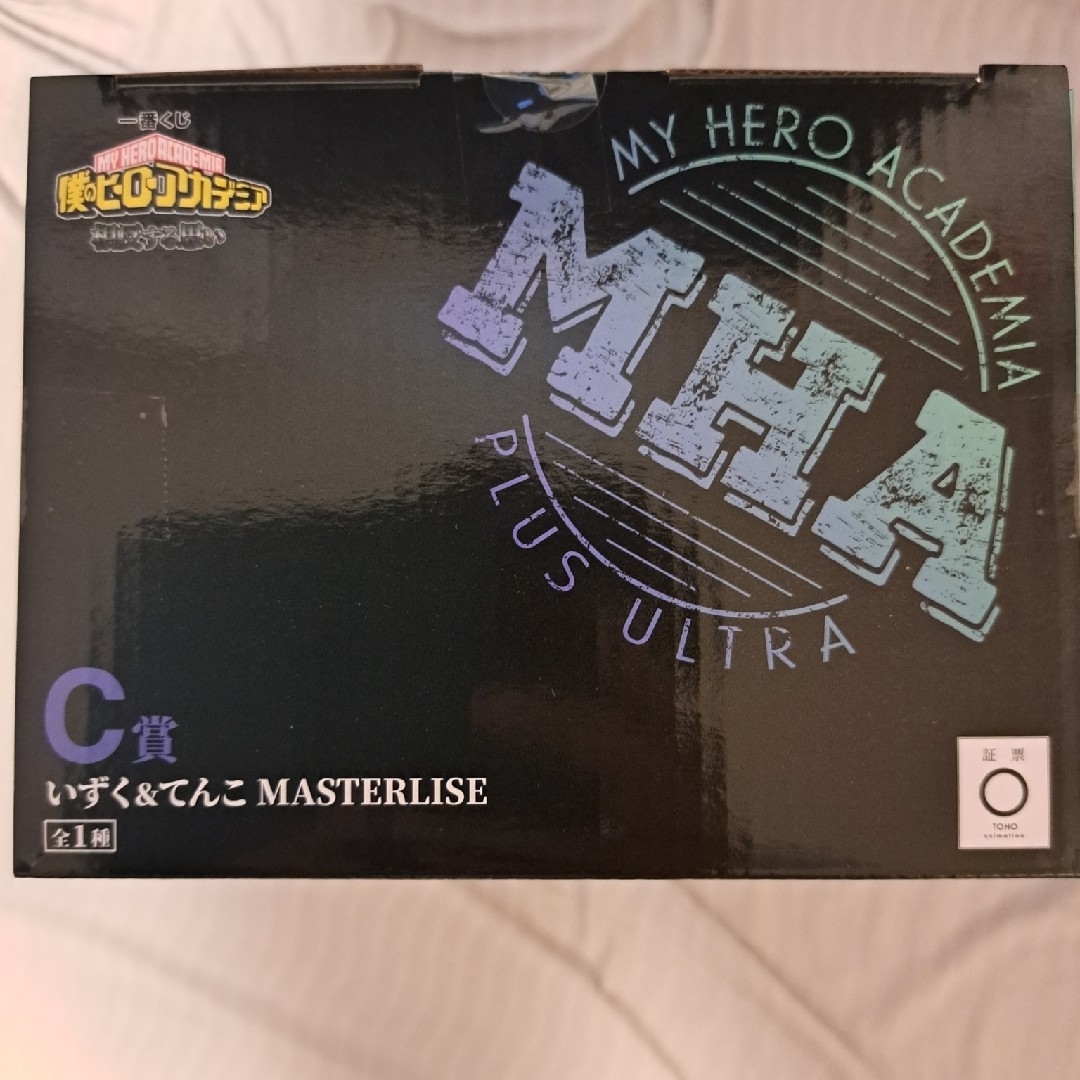 一番くじ
MY HERO ACADEMIA
僕のヒーローアカデミア
MY HERO ACADEMIA
MHA
PLUS ULTRA
C賞
いずく&てんこ MASTERLISE
全1種
証票
TOHO
animation